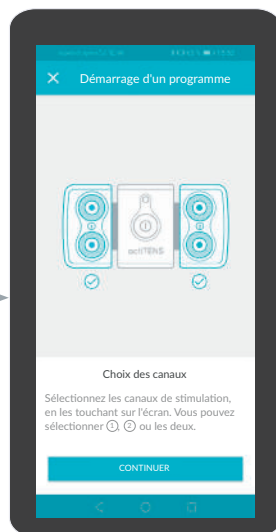 Démarrage d'un programme
actiTENS
Choix des canaux
Sélectionnez les canaux de stimulation,
en les touchant sur l'écran. Vous pouvez
sélectionner ①, ② ou les deux.
CONTINUER